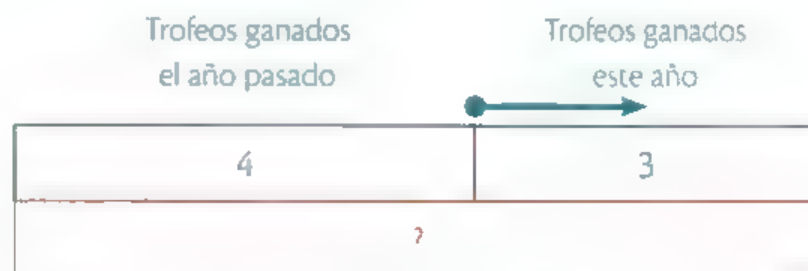 Trofeos ganados
el año pasado
Trofeos ganados
este año
4
3
?